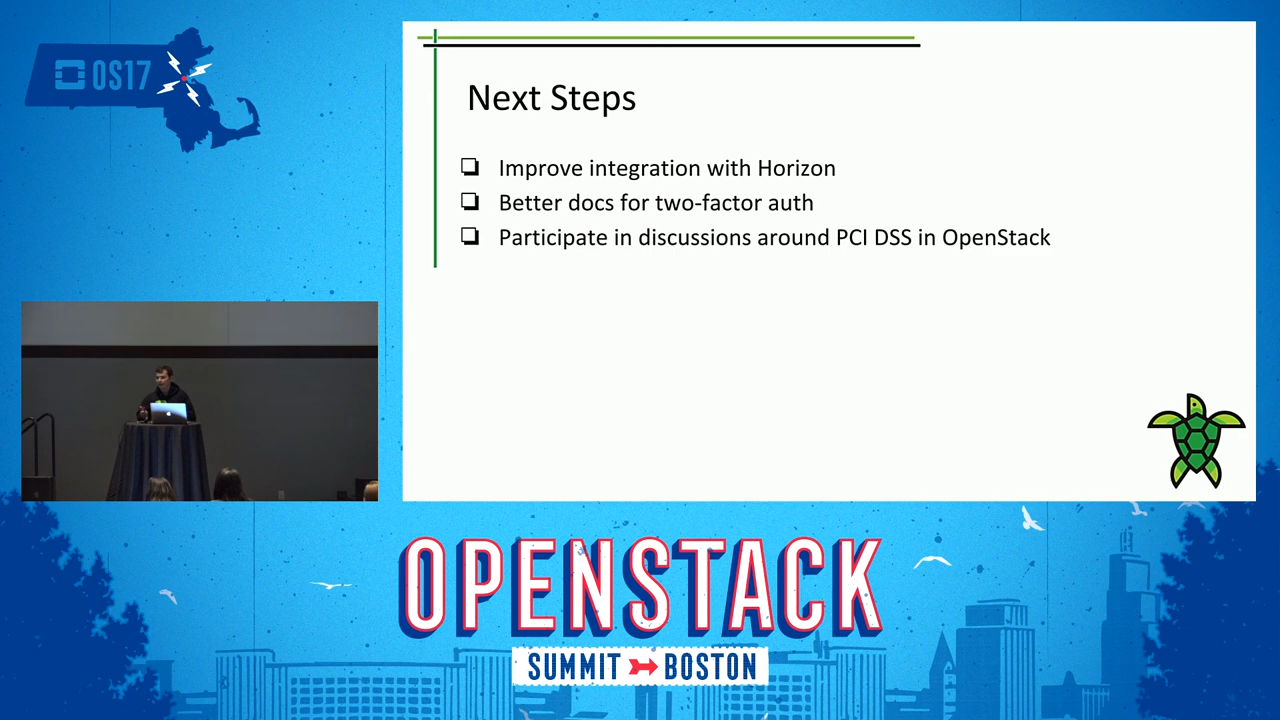 OS17
Next Steps
Improve integration with Horizon
Better docs for two-factor auth
Participate in discussions around PCI DSS in OpenStack
OPENSTACK
SUMMIT BOSTON